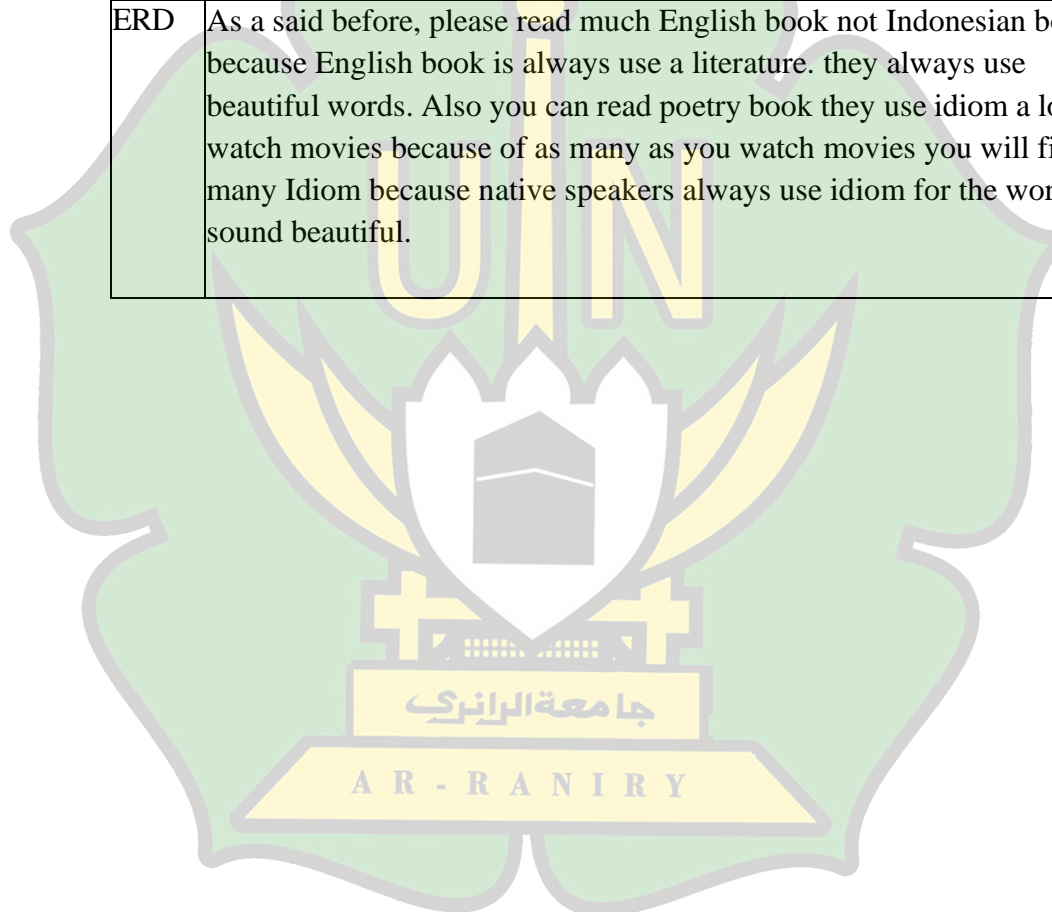 ERD
As a said before, please read much English book not Indonesian
because English book is always use a literature. they always use
beautiful words. Also you can read poetry book they use idiom a
watch movies because of as many as you watch movies you will
many Idiom because native speakers always use idiom for the
sound beautiful.
UIN
جامعة الرانري
AR-RANIRY